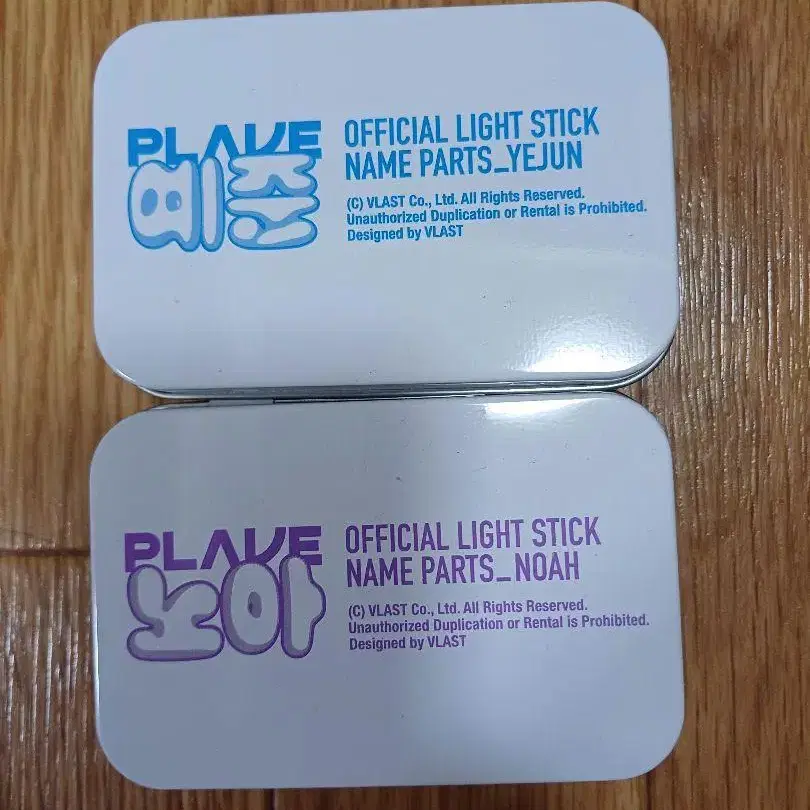 PLAVE
예준
OFFICIAL LIGHT STICK
NAME PARTS_YEJUN
(C) VLAST Co., Ltd. All Rights Reserved.
Unauthorized Duplication or Rental is Prohibited.
Designed by VLAST
PLAVE
노아
OFFICIAL LIGHT STICK
NAME PARTS_NOAH
(C) VLAST Co., Ltd. All Rights Reserved.
Unauthorized Duplication or Rental is Prohibited.
Designed by VLAST